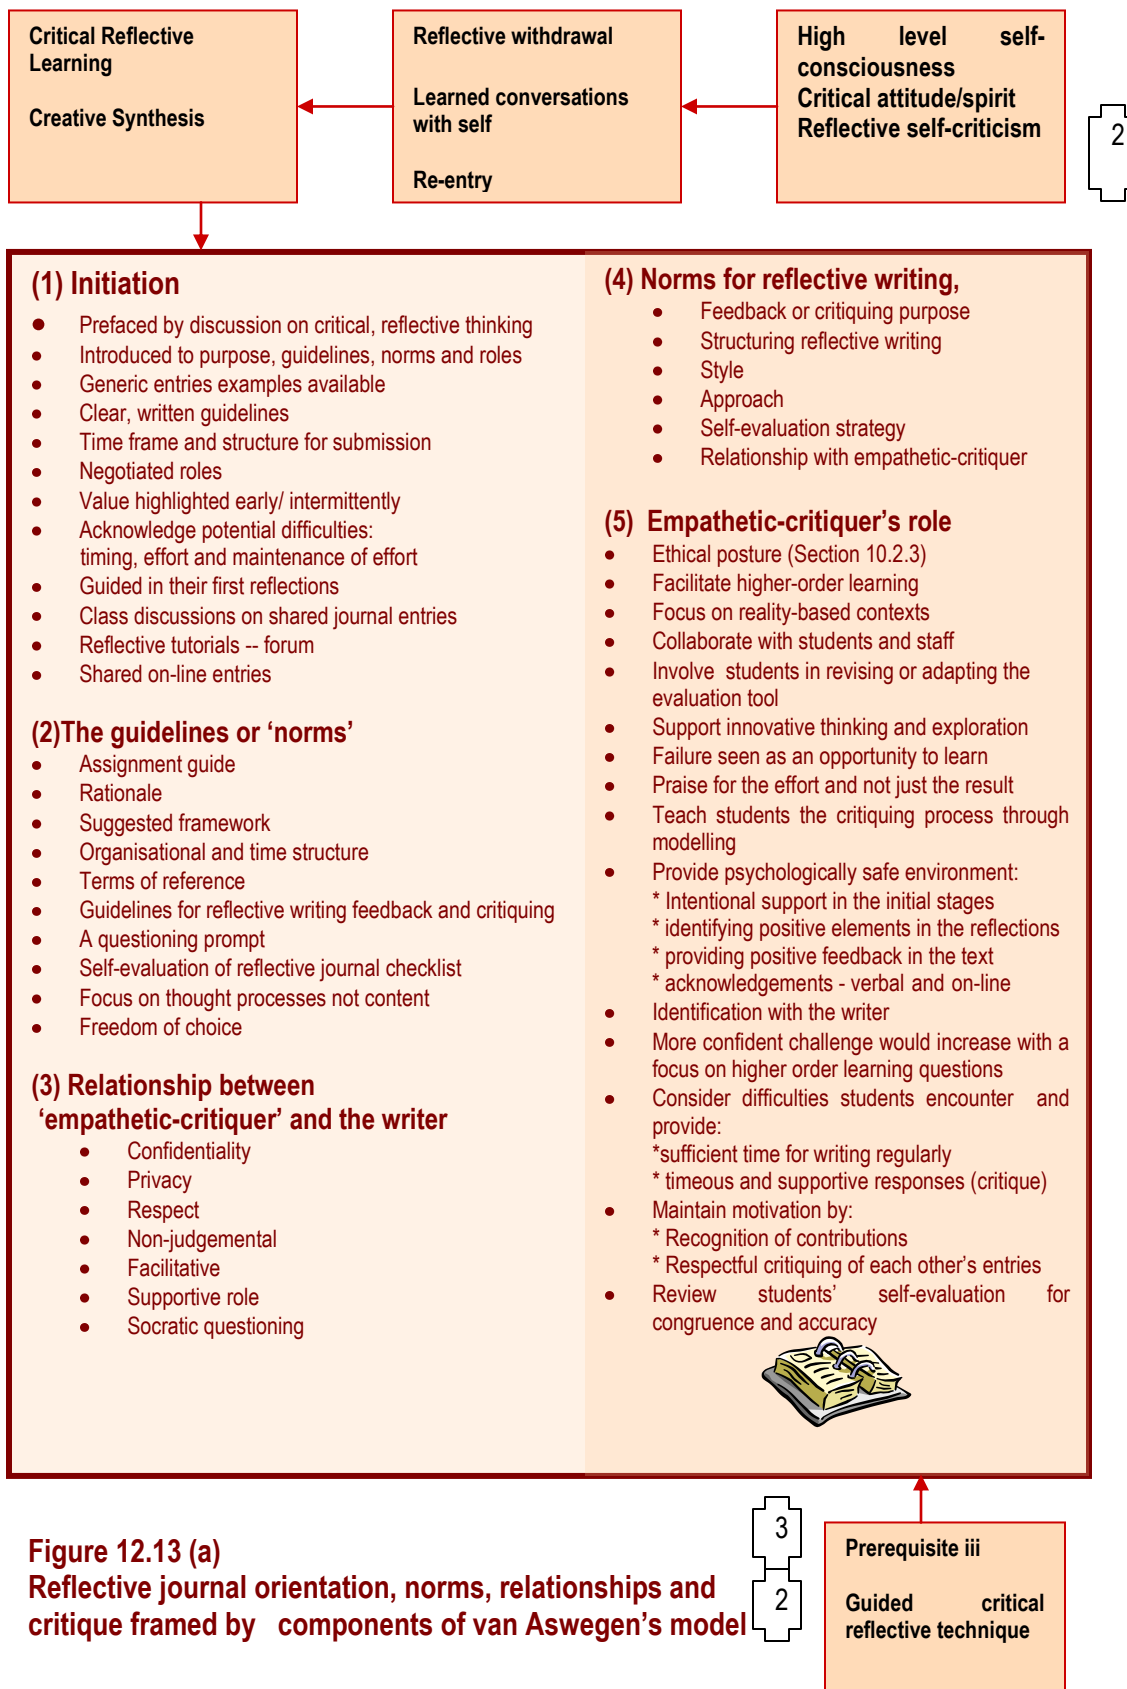 Critical Reflective
Learning
Creative Synthesis
Reflective withdrawal
Learned conversations
with self
Re-entry
High level self-
consciousness
Critical attitude/spirit
Reflective self-criticism
2
(1) Initiation
• Prefaced by discussion on critical, reflective thinking
• Introduced to purpose, guidelines, norms and roles
• Generic entries examples available
• Clear, written guidelines
• Time frame and structure for submission
• Negotiated roles
• Value highlighted early/ intermittently
• Acknowledge potential difficulties:
timing, effort and maintenance of effort
• Guided in their first reflections
• Class discussions on shared journal entries
• Reflective tutorials -- forum
• Shared on-line entries
(2)The guidelines or ‘norms’
• Assignment guide
• Rationale
• Suggested framework
• Organisational and time structure
• Terms of reference
• Guidelines for reflective writing feedback and critiquing
• A questioning prompt
• Self-evaluation of reflective journal checklist
• Focus on thought processes not content
• Freedom of choice
(3) Relationship between
‘empathetic-critiquer’ and the writer
• Confidentiality
• Privacy
• Respect
• Non-judgemental
• Facilitative
• Supportive role
• Socratic questioning
(4) Norms for reflective writing,
• Feedback or critiquing purpose
• Structuring reflective writing
• Style
• Approach
• Self-evaluation strategy
• Relationship with empathetic-critiquer
(5) Empathetic-critiquer’s role
• Ethical posture (Section 10.2.3)
• Facilitate higher-order learning
• Focus on reality-based contexts
• Collaborate with students and staff
• Involve students in revising or adapting the
evaluation tool
• Support innovative thinking and exploration
• Failure seen as an opportunity to learn
• Praise for the effort and not just the result
• Teach students the critiquing process through
modelling
• Provide psychologically safe environment:
* Intentional support in the initial stages
* identifying positive elements in the reflections
* providing positive feedback in the text
* acknowledgements - verbal and on-line
• Identification with the writer
• More confident challenge would increase with a
focus on higher order learning questions
• Consider difficulties students encounter and
provide:
*sufficient time for writing regularly
* timeous and supportive responses (critique)
• Maintain motivation by:
* Recognition of contributions
* Respectful critiquing of each other’s entries
• Review students’ self-evaluation for
congruence and accuracy
Figure 12.13 (a)
Reflective journal orientation, norms, relationships and
critique framed by components of van Aswegen’s model
3
2
Prerequisite iii
Guided critical
reflective technique